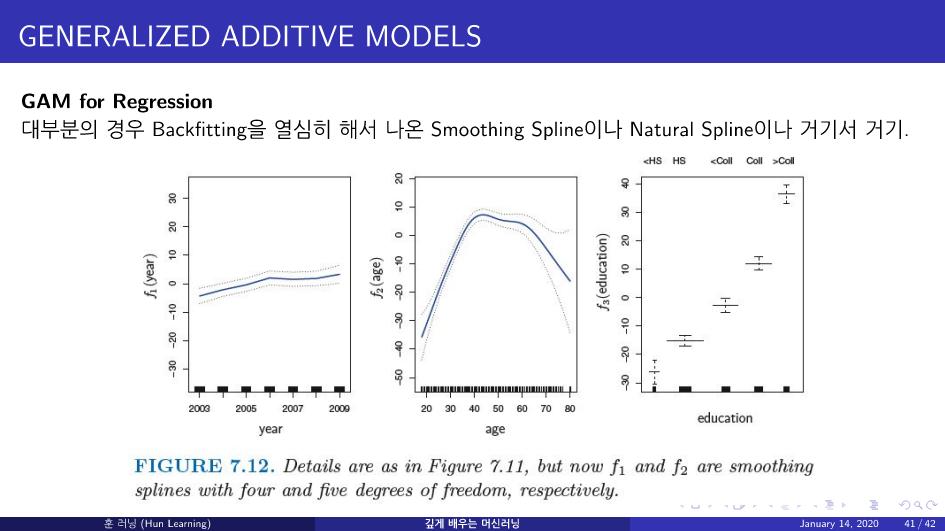 GENERALIZED ADDITIVE MODELS
GAM for Regression
대부분의 경우 Backfitting을 열심히 해서 나온 Smoothing Spline이나 Natural Spline이나 거기서 거기.
<HS HS <Coll Coll >Coll
f1(year)
30
20
10
0
-10
-20
-30
2003 2005 2007 2009
year
f2(age)
20
10
0
-10
-20
-30
-40
-50
20 30 40 50 60 70 80
age
f3(education)
40
30
20
10
0
-10
-20
-30
education
FIGURE 7.12. Details are as in Figure 7.11, but now f1 and f2 are smoothing
splines with four and five degrees of freedom, respectively.
훈 러닝 (Hun Learning) 깊게 배우는 머신러닝 January 14, 2020 41 / 42